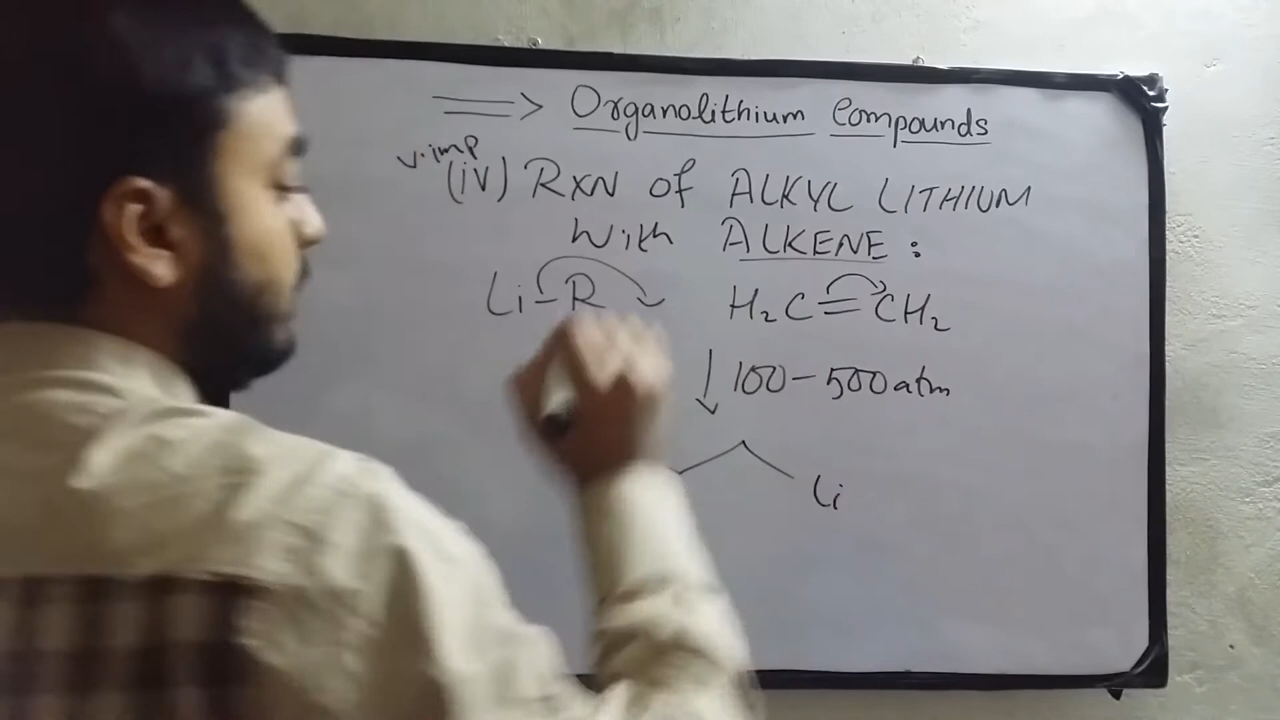 ⟹ Organolithium Compounds
v.imp
(iv) RXN of ALKYL LITHIUM
With ALKENE :
Li–R H₂C=CH₂
↓ 100–500 atm
Li